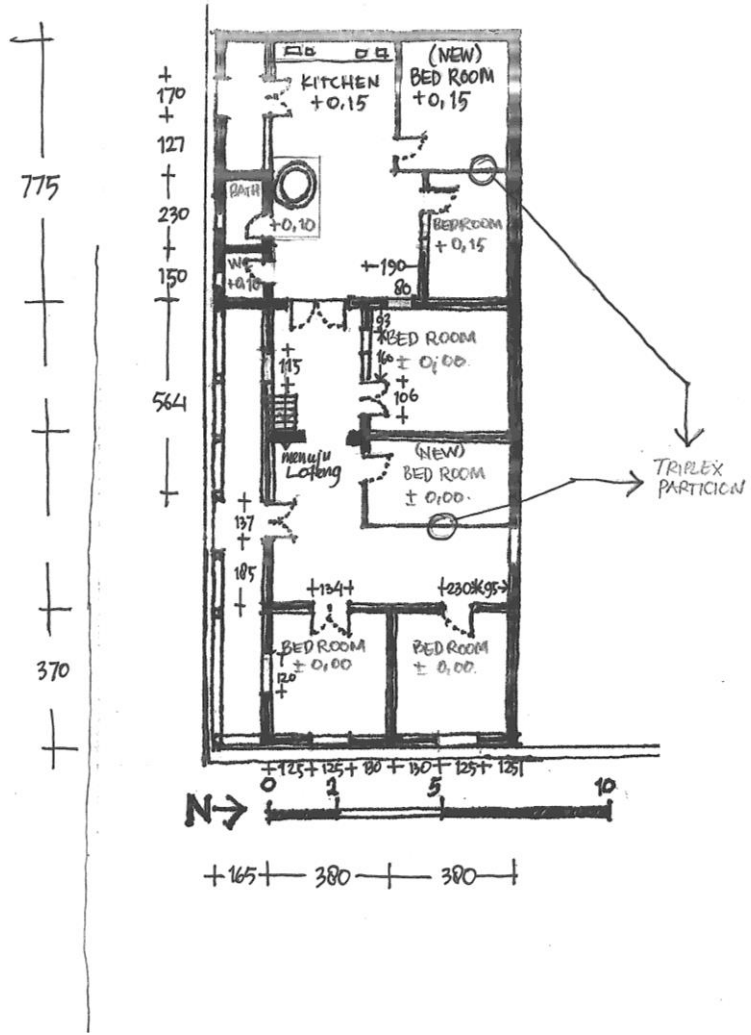 775
370
170
127
230
150
564
KITCHEN
+0,15
(NEW)
BED ROOM
+0,15
BATH
+0,10
BEDROOM
+0,15
WC
+0,10
190
80
93
160
BED ROOM
± 0,00.
115
106
menuju
Loteng
(NEW)
BED ROOM
± 0,00.
TRIPLEX
PARTICION
137
185
134
230
95
BEDROOM
± 0,00
BED ROOM
± 0,00.
120
125 125 130 130 125 125
0 2 5 10
N
165 380 380